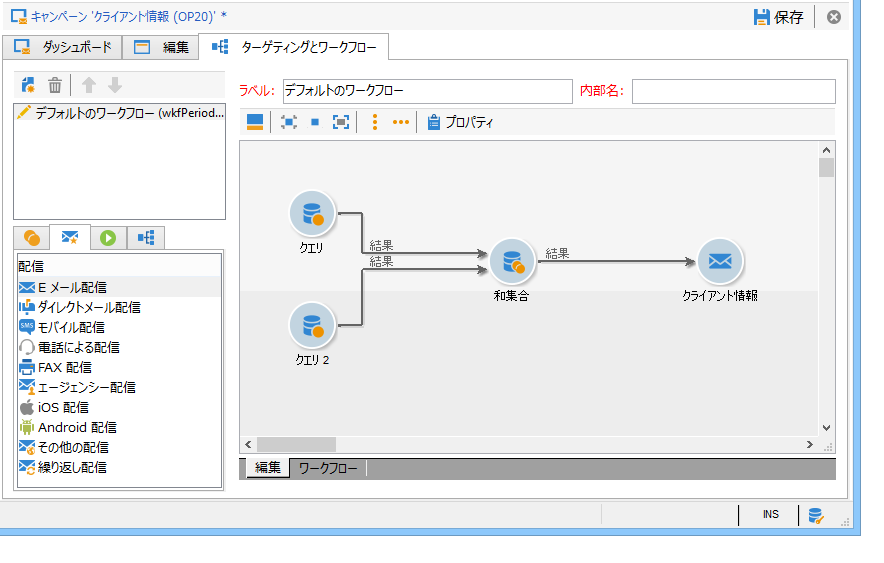 キャンペーン 'クライアント情報 (OP20)' *
保存
ダッシュボード
編集
ターゲティングとワークフロー
ラベル:
デフォルトのワークフロー
内部名:
デフォルトのワークフロー (wkfPeriod...
プロパティ
クエリ
結果
結果
結果
和集合
クライアント情報
クエリ 2
配信
E メール配信
ダイレクトメール配信
SMS
モバイル配信
電話による配信
FAX 配信
エージェンシー配信
iOS 配信
Android 配信
その他の配信
繰り返し配信
編集
ワークフロー
INS